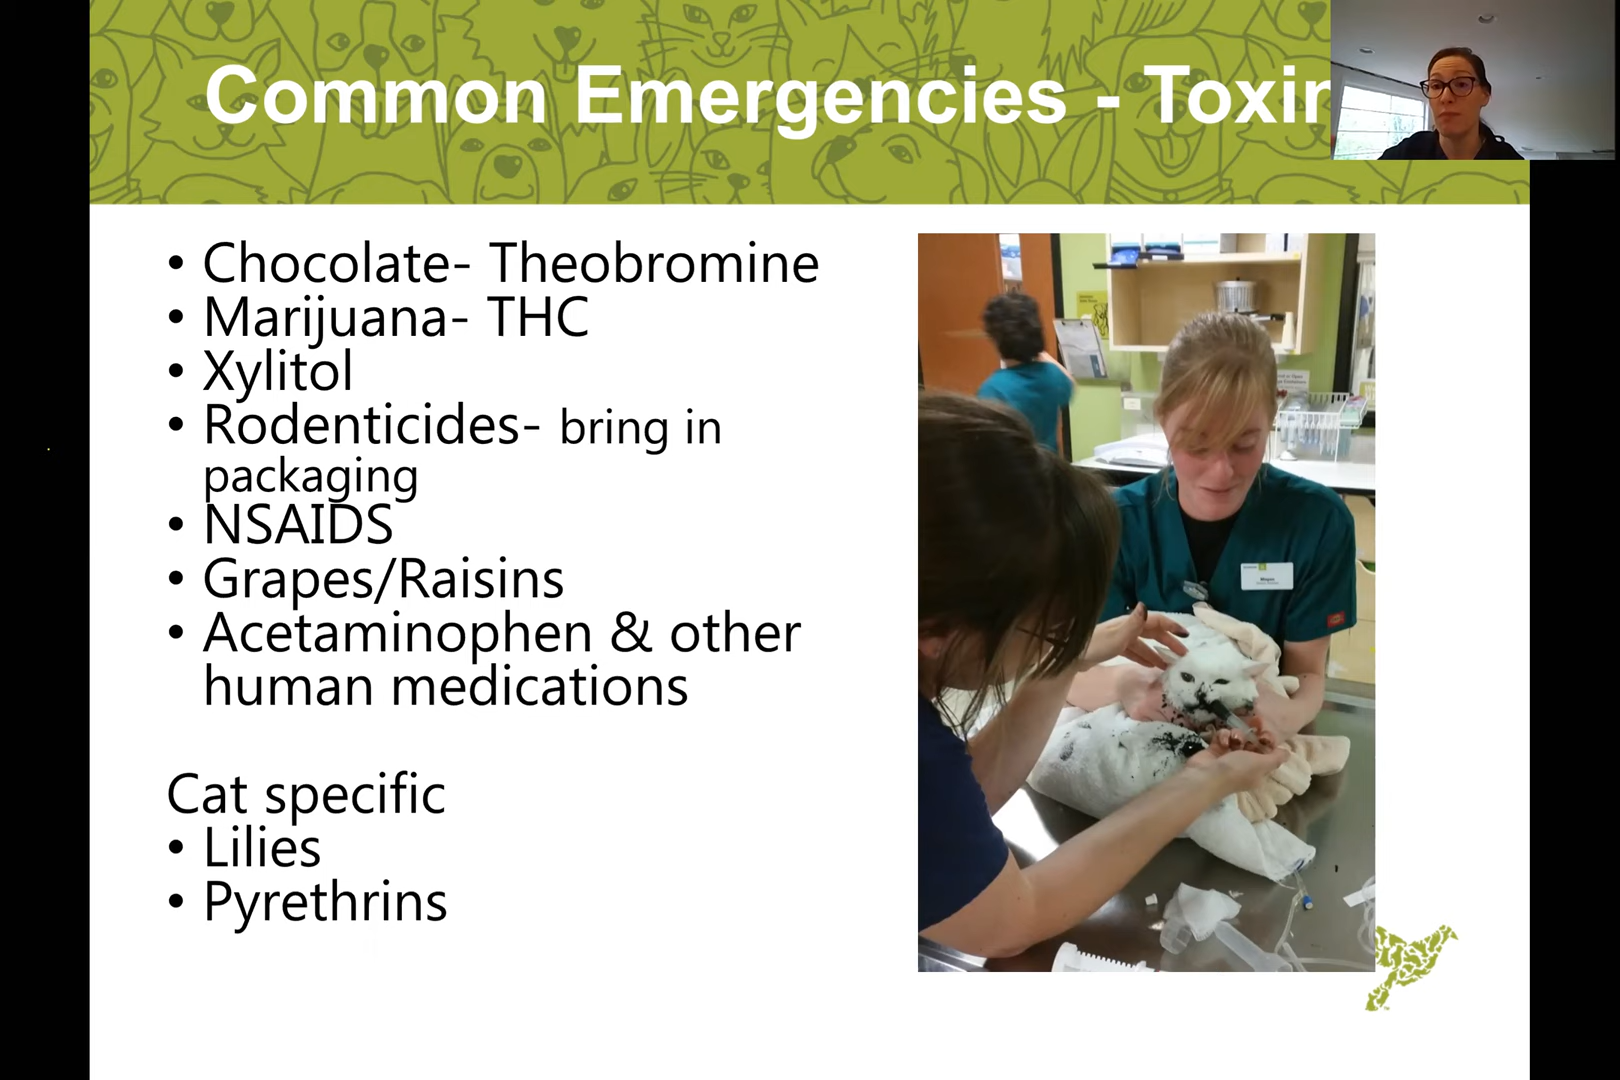 Common Emergencies - Toxin
• Chocolate- Theobromine
• Marijuana- THC
• Xylitol
• Rodenticides- bring in
packaging
• NSAIDS
• Grapes/Raisins
• Acetaminophen & other
human medications
Cat specific
• Lilies
• Pyrethrins